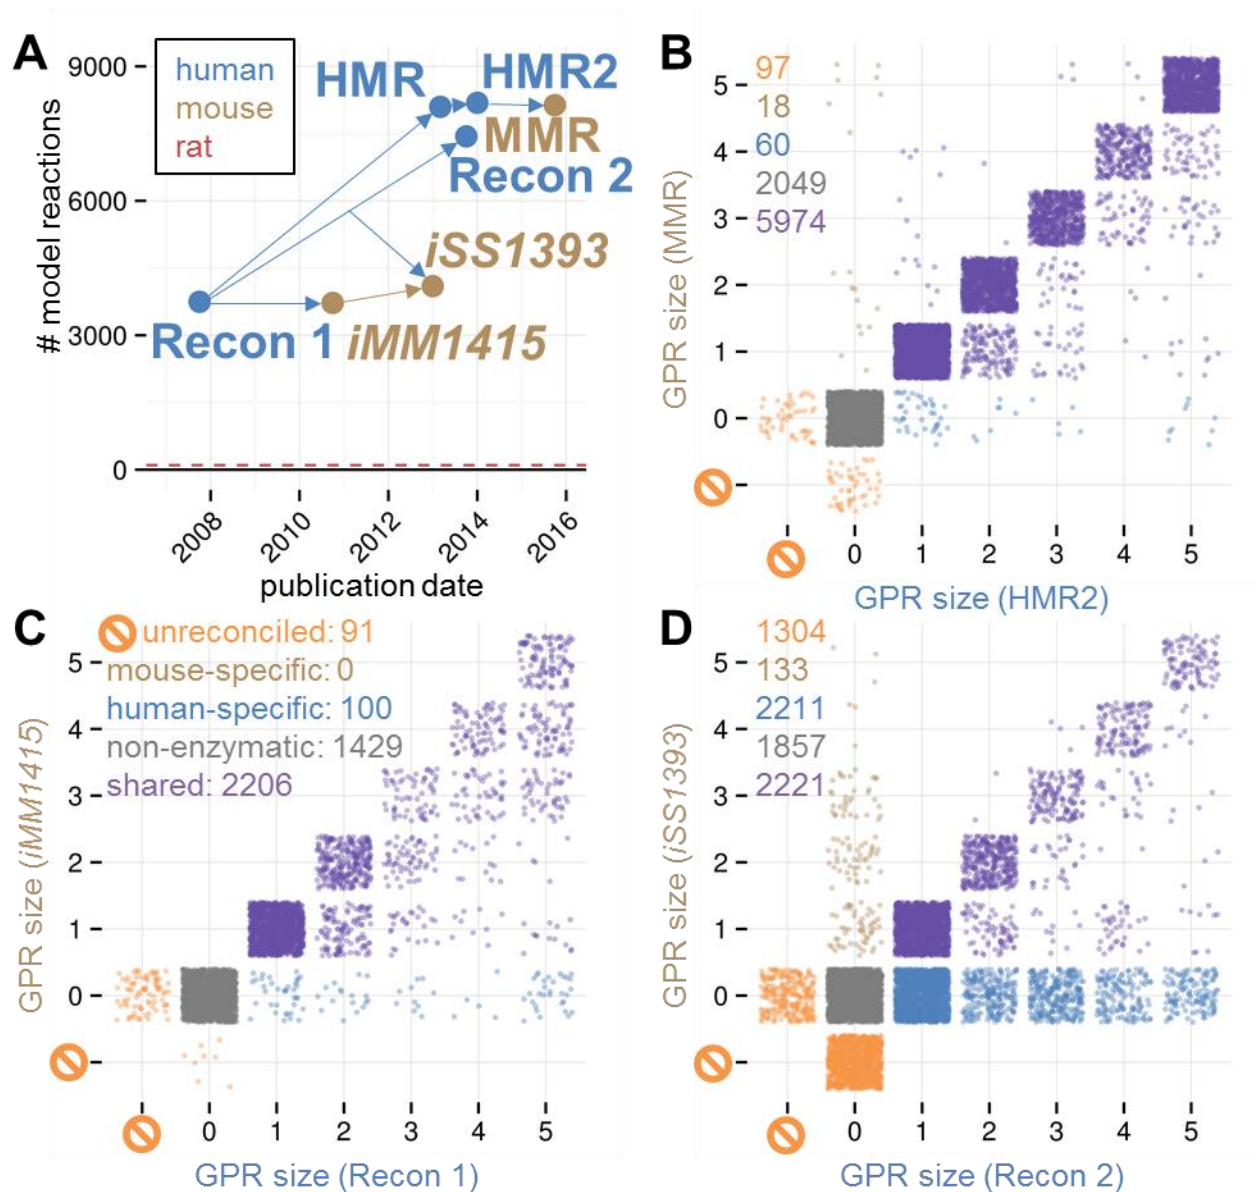 A
9000
6000
3000
0
# model reactions
human
mouse
rat
HMR
HMR2
MMR
Recon 2
iSS1393
Recon 1
iMM1415
2008
2010
2012
2014
2016
publication date
B
97
18
60
2049
5974
5
4
3
2
1
0
GPR size (MMR)
0
1
2
3
4
5
GPR size (HMR2)
C
unreconciled: 91
mouse-specific: 0
human-specific: 100
non-enzymatic: 1429
shared: 2206
5
4
3
2
1
0
GPR size (iMM1415)
0
1
2
3
4
5
GPR size (Recon 1)
D
1304
133
2211
1857
2221
5
4
3
2
1
0
GPR size (iSS1393)
0
1
2
3
4
5
GPR size (Recon 2)